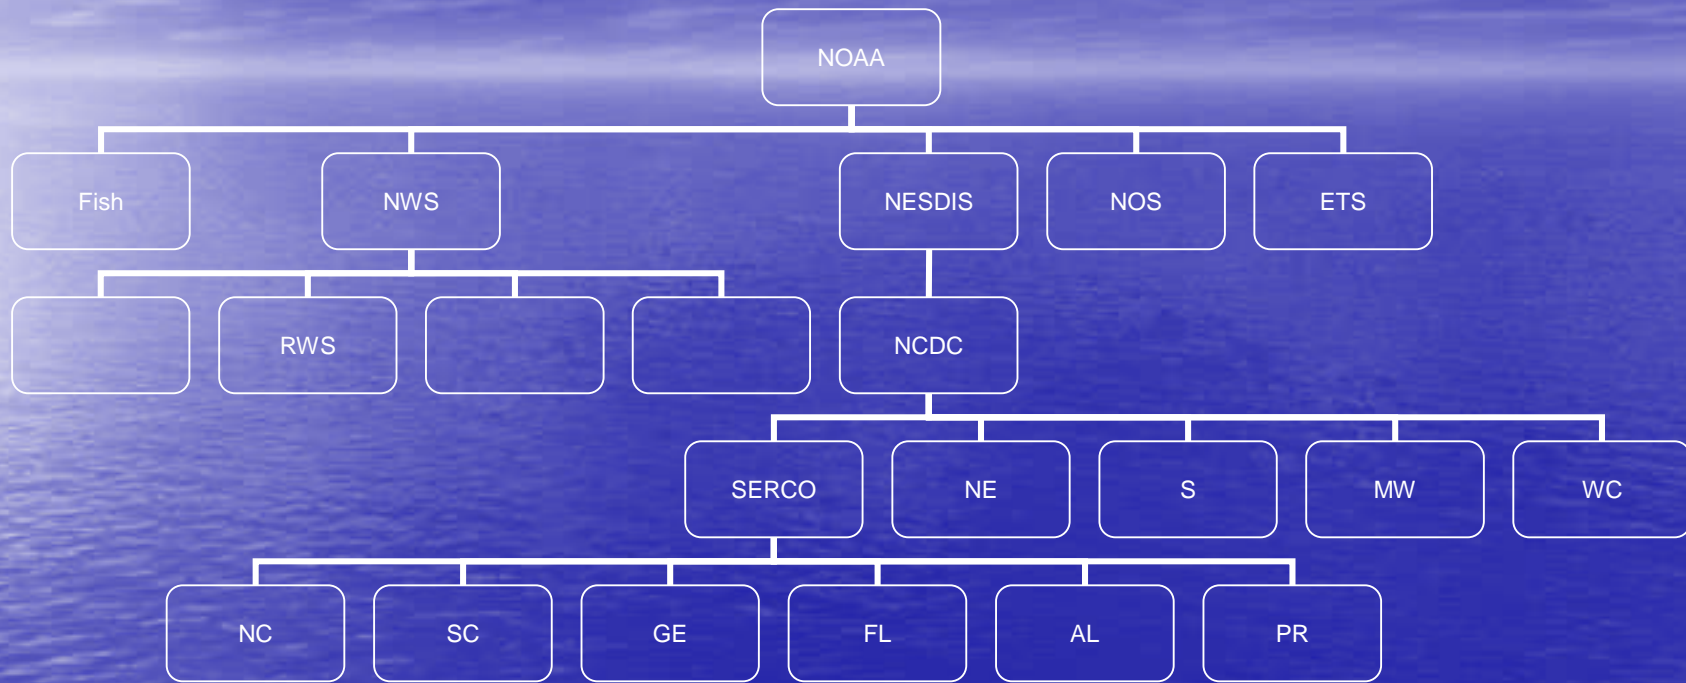 NOAA
Fish
NWS
NESDIS
NOS
ETS
RWS
NCDC
SERCO
NE
S
MW
WC
NC
SC
GE
FL
AL
PR